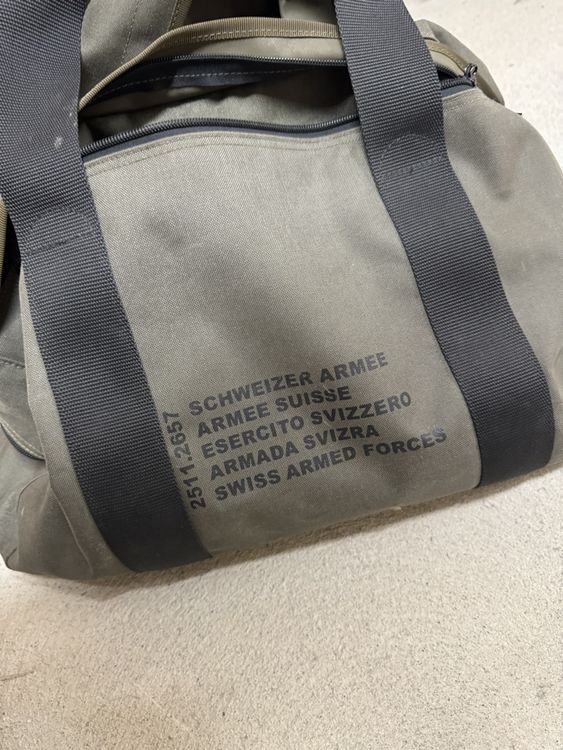 SCHWEIZER ARMEE
ARMEE SUISSE
ESERCITO SVIZZERO
ARMADA SVIZRA
SWISS ARMED FORCES
2511.2657